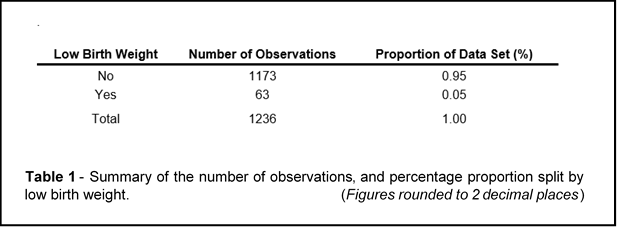 Low Birth Weight Number of Observations Proportion of Data Set (%)
No 1173 0.95
Yes 63 0.05
Total 1236 1.00
Table 1 - Summary of the number of observations, and percentage proportion split by
low birth weight. (Figures rounded to 2 decimal places)